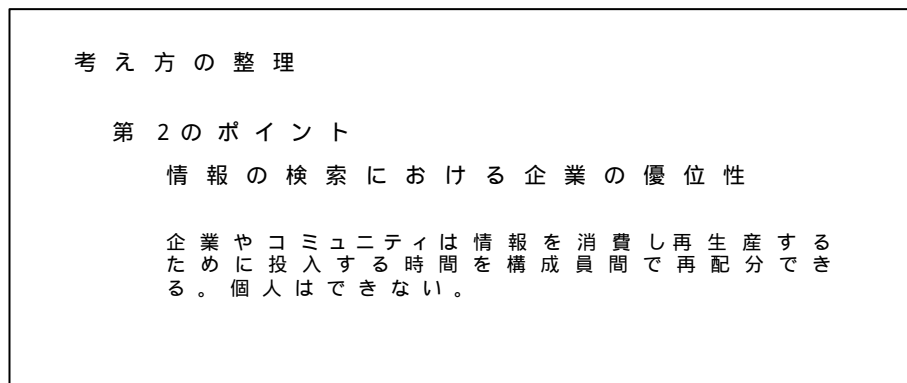 考え方の整理
第2のポイント
情報の検索における企業の優位性
企業やコミュニティは情報を消費し再生産する
ために投入する時間を構成員間で再配分でき
る。個人はできない。